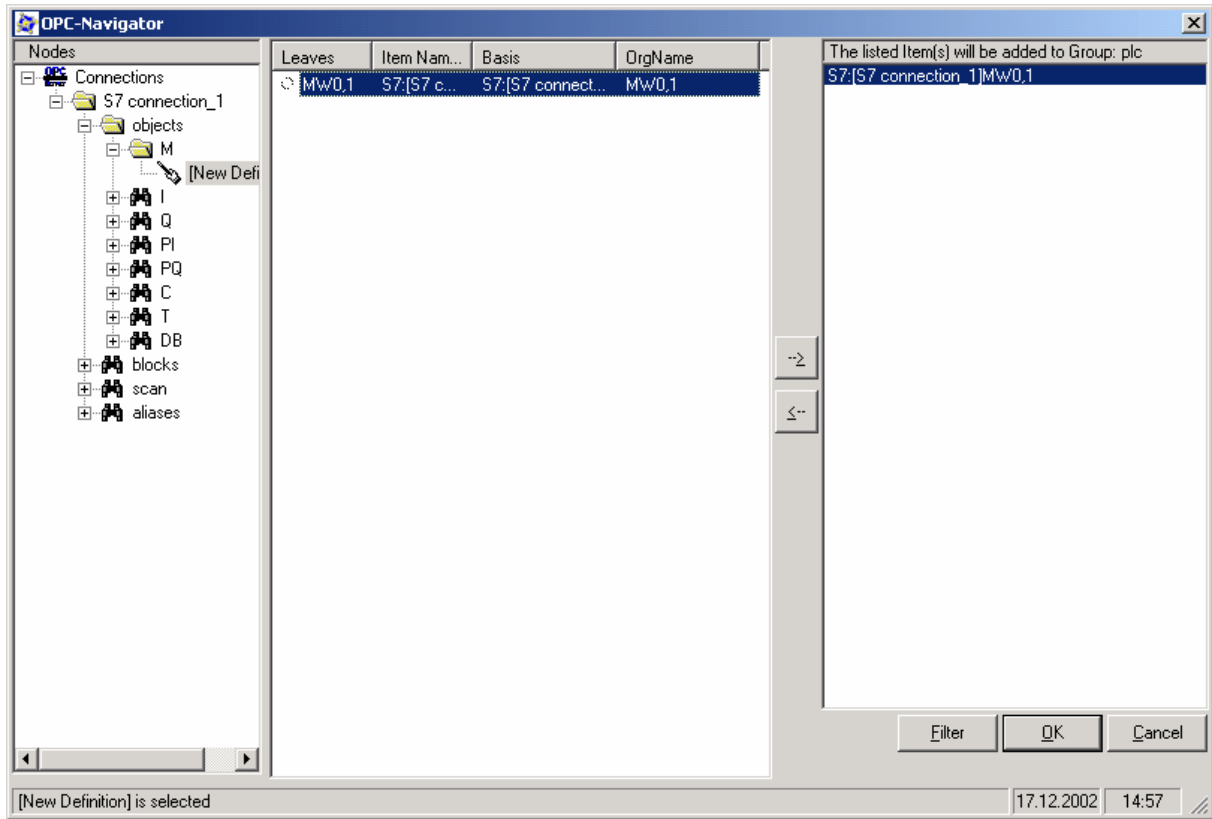 OPC-Navigator
Nodes
OPC
Connections
S7 connection_1
objects
M
[New Defi
I
Q
PI
PQ
C
T
DB
blocks
scan
aliases
Leaves Item Nam... Basis OrgName
MW0,1 S7:[S7 c... S7:[S7 connect... MW0,1
-->
<--
The listed Item(s) will be added to Group: plc
S7:[S7 connection_1]MW0,1
Filter OK Cancel
[New Definition] is selected 17.12.2002 14:57